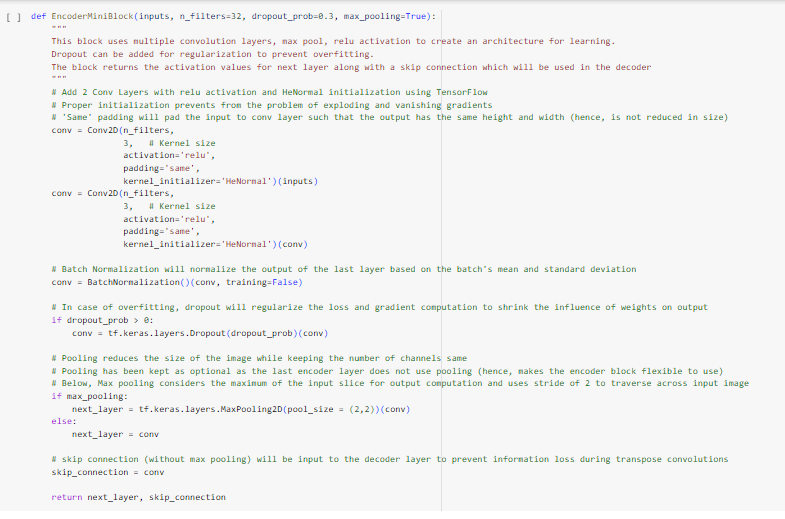 [ ] def EncoderMiniBlock(inputs, n_filters=32, dropout_prob=0.3, max_pooling=True):
"""
This block uses multiple convolution layers, max pool, relu activation to create an architecture for learning.
Dropout can be added for regularization to prevent overfitting.
The block returns the activation values for next layer along with a skip connection which will be used in the decoder
"""
# Add 2 Conv Layers with relu activation and HeNormal initialization using TensorFlow
# Proper initialization prevents from the problem of exploding and vanishing gradients
# 'Same' padding will pad the input to conv layer such that the output has the same height and width (hence, is not reduced in size)
conv = Conv2D(n_filters,
3,   # Kernel size
activation='relu',
padding='same',
kernel_initializer='HeNormal')(inputs)
conv = Conv2D(n_filters,
3,   # Kernel size
activation='relu',
padding='same',
kernel_initializer='HeNormal')(conv)
# Batch Normalization will normalize the output of the last layer based on the batch's mean and standard deviation
conv = BatchNormalization()(conv, training=False)
# In case of overfitting, dropout will regularize the loss and gradient computation to shrink the influence of weights on output
if dropout_prob > 0:
conv = tf.keras.layers.Dropout(dropout_prob)(conv)
# Pooling reduces the size of the image while keeping the number of channels same
# Pooling has been kept as optional as the last encoder layer does not use pooling (hence, makes the encoder block flexible to use)
# Below, Max pooling considers the maximum of the input slice for output computation and uses stride of 2 to traverse across input image
if max_pooling:
next_layer = tf.keras.layers.MaxPooling2D(pool_size = (2,2))(conv)
else:
next_layer = conv
# skip connection (without max pooling) will be input to the decoder layer to prevent information loss during transpose convolutions
skip_connection = conv
return next_layer, skip_connection